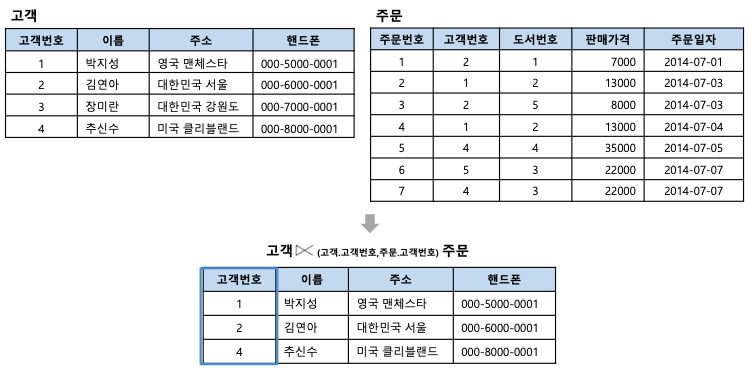 고객
고객번호 이름 주소 핸드폰
1 박지성 영국 맨체스타 000-5000-0001
2 김연아 대한민국 서울 000-6000-0001
3 장미란 대한민국 강원도 000-7000-0001
4 추신수 미국 클리블랜드 000-8000-0001
주문
주문번호 고객번호 도서번호 판매가격 주문일자
1 2 1 7000 2014-07-01
2 1 2 13000 2014-07-03
3 2 5 8000 2014-07-03
4 1 2 13000 2014-07-04
5 4 4 35000 2014-07-05
6 5 3 22000 2014-07-07
7 4 3 22000 2014-07-07
고객 ⋊ (고객.고객번호,주문.고객번호) 주문
고객번호 이름 주소 핸드폰
1 박지성 영국 맨체스타 000-5000-0001
2 김연아 대한민국 서울 000-6000-0001
4 추신수 미국 클리블랜드 000-8000-0001